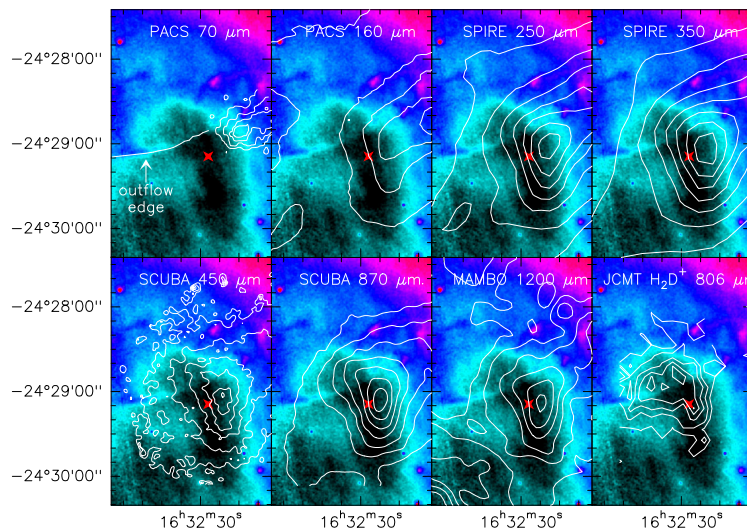 PACS 70 μm
PACS 160 μm
SPIRE 250 μm
SPIRE 350 μm
−24°28'00"
−24°29'00"
−24°30'00"
outflow
edge
SCUBA 450 μm
SCUBA 870 μm
MAMBO 1200 μm
JCMT H₂D⁺ 806 μm
−24°28'00"
−24°29'00"
−24°30'00"
16ʰ32ᵐ30ˢ
16ʰ32ᵐ30ˢ
16ʰ32ᵐ30ˢ
16ʰ32ᵐ30ˢ